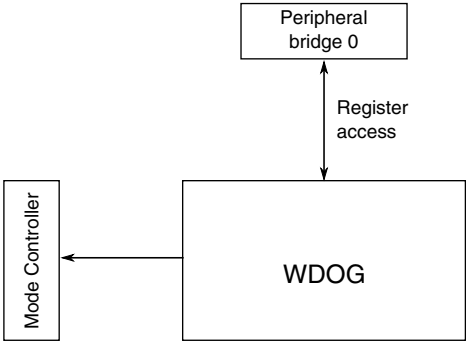 Peripheral
bridge 0
Register
access
Mode Controller
WDOG